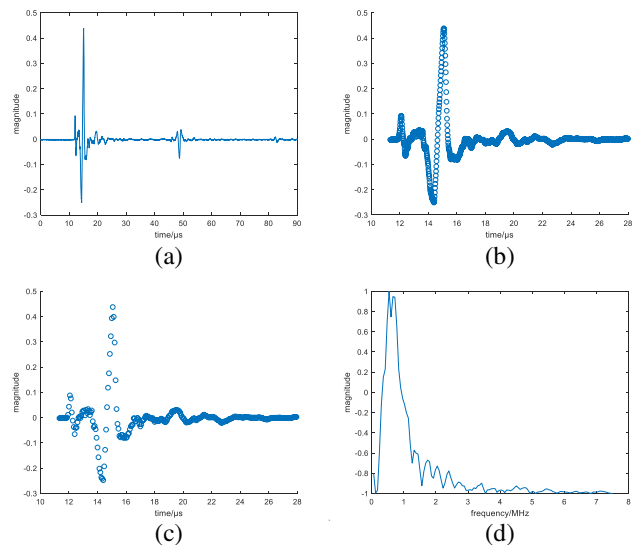 0.5
0.4
0.3
0.2
0.1
0
-0.1
-0.2
-0.3
magnitude
0 10 20 30 40 50 60 70 80 90
time/μs
(a)
0.5
0.4
0.3
0.2
0.1
0
-0.1
-0.2
-0.3
magnitude
10 12 14 16 18 20 22 24 26 28
time/μs
(b)
0.5
0.4
0.3
0.2
0.1
0
-0.1
-0.2
-0.3
magnitude
10 12 14 16 18 20 22 24 26 28
time/μs
(c)
1
0.8
0.6
0.4
0.2
0
-0.2
-0.4
-0.6
-0.8
-1
magnitude
0 1 2 3 4 5 6 7 8
frequency/MHz
(d)